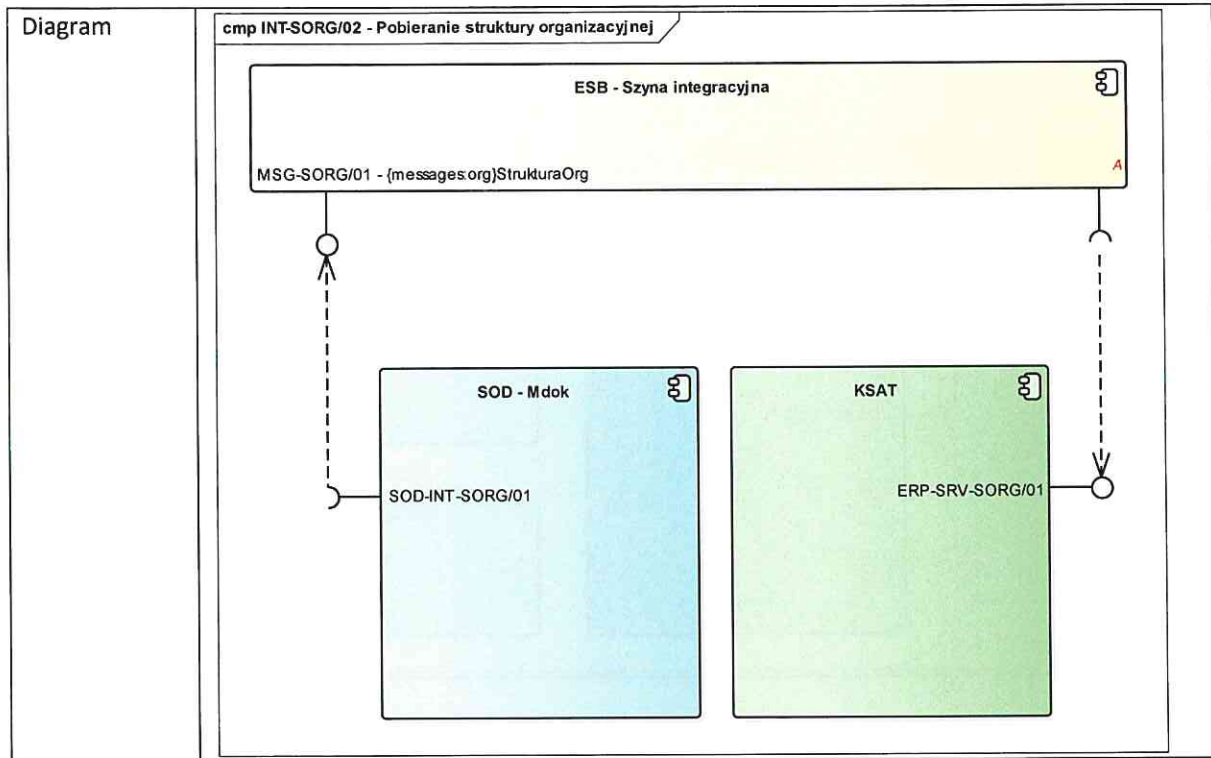 Diagram
cmp INT-SORG/02 - Pobieranie struktury organizacyjnej
ESB - Szyna integracyjna
MSG-SORG/01 - {messages:org}StrukturaOrg
A
SOD - Mdok
KSAT
SOD-INT-SORG/01
ERP-SRV-SORG/01